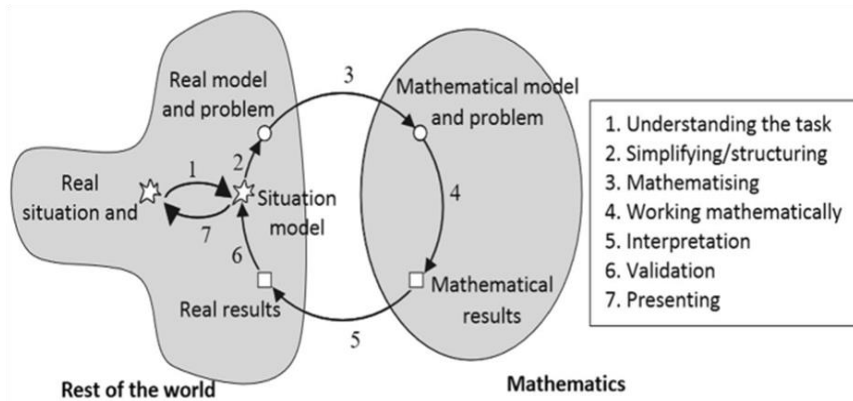 Real model
and problem
3
Mathematical model
and problem
1
2
Real
situation and
Situation
model
7
6
4
Real results
Mathematical
results
5
Rest of the world
Mathematics
1. Understanding the task
2. Simplifying/structuring
3. Mathematising
4. Working mathematically
5. Interpretation
6. Validation
7. Presenting